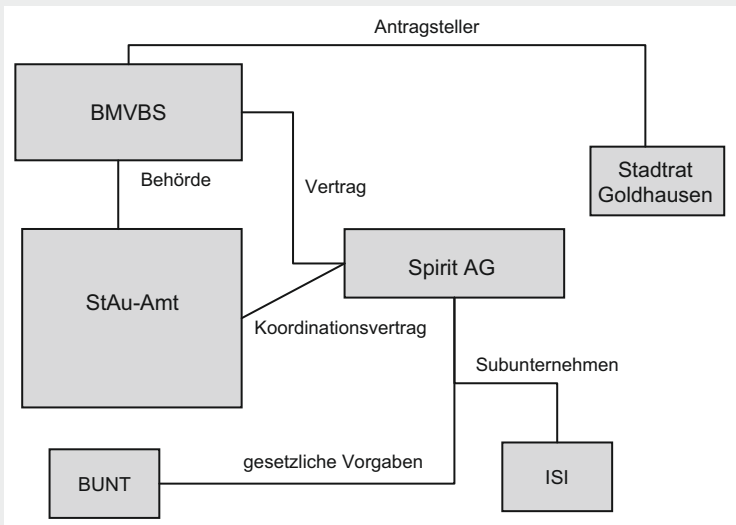 Antragsteller
BMVBS
Stadtrat
Goldhausen
Behörde
Vertrag
Spirit AG
StAu-Amt
Koordinationsvertrag
Subunternehmen
gesetzliche Vorgaben
BUNT
ISI